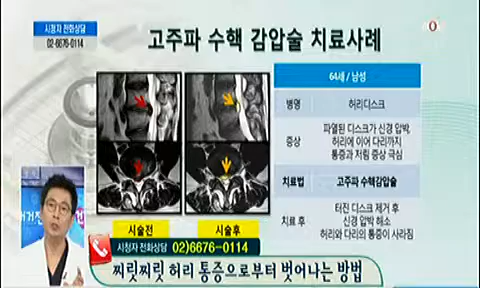 시청자 전화상담
02-6676-0114
고주파 수핵 감압술 치료사례
64세 / 남성
병명
허리디스크
증상
파열된 디스크가 신경 압박,
허리에 이어 다리까지
통증과 저림 증상 극심
치료법
고주파 수핵감압술
치료 후
터진 디스크 제거 후
신경 압박 해소
허리와 다리의 통증이 사라짐
시술전
시술후
시청자 전화상담 02)6676-0114
찌릿찌릿 허리 통증으로부터 벗어나는 방법